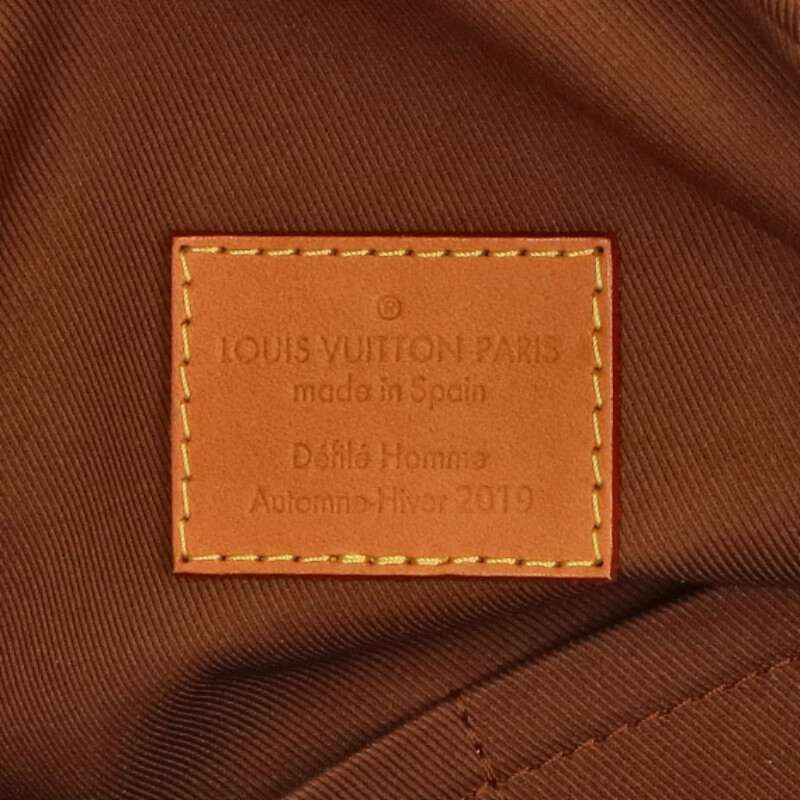 ®
LOUIS VUITTON PARIS
made in Spain
Défilé Homme
Automne-Hiver 2019